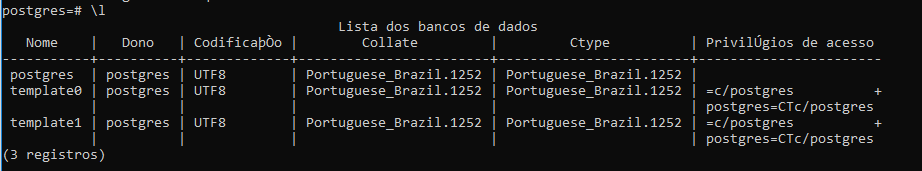 postgres=# \l
Lista dos bancos de dados
Nome | Dono | CodificaþÒo | Collate | Ctype | PrivilÚgios de acesso
-----------+----------+-------------+-------------------------+-------------------------+-----------------------
postgres | postgres | UTF8 | Portuguese_Brazil.1252 | Portuguese_Brazil.1252 |
template0 | postgres | UTF8 | Portuguese_Brazil.1252 | Portuguese_Brazil.1252 | =c/postgres +
| | | | | postgres=CTc/postgres
template1 | postgres | UTF8 | Portuguese_Brazil.1252 | Portuguese_Brazil.1252 | =c/postgres +
| | | | | postgres=CTc/postgres
(3 registros)